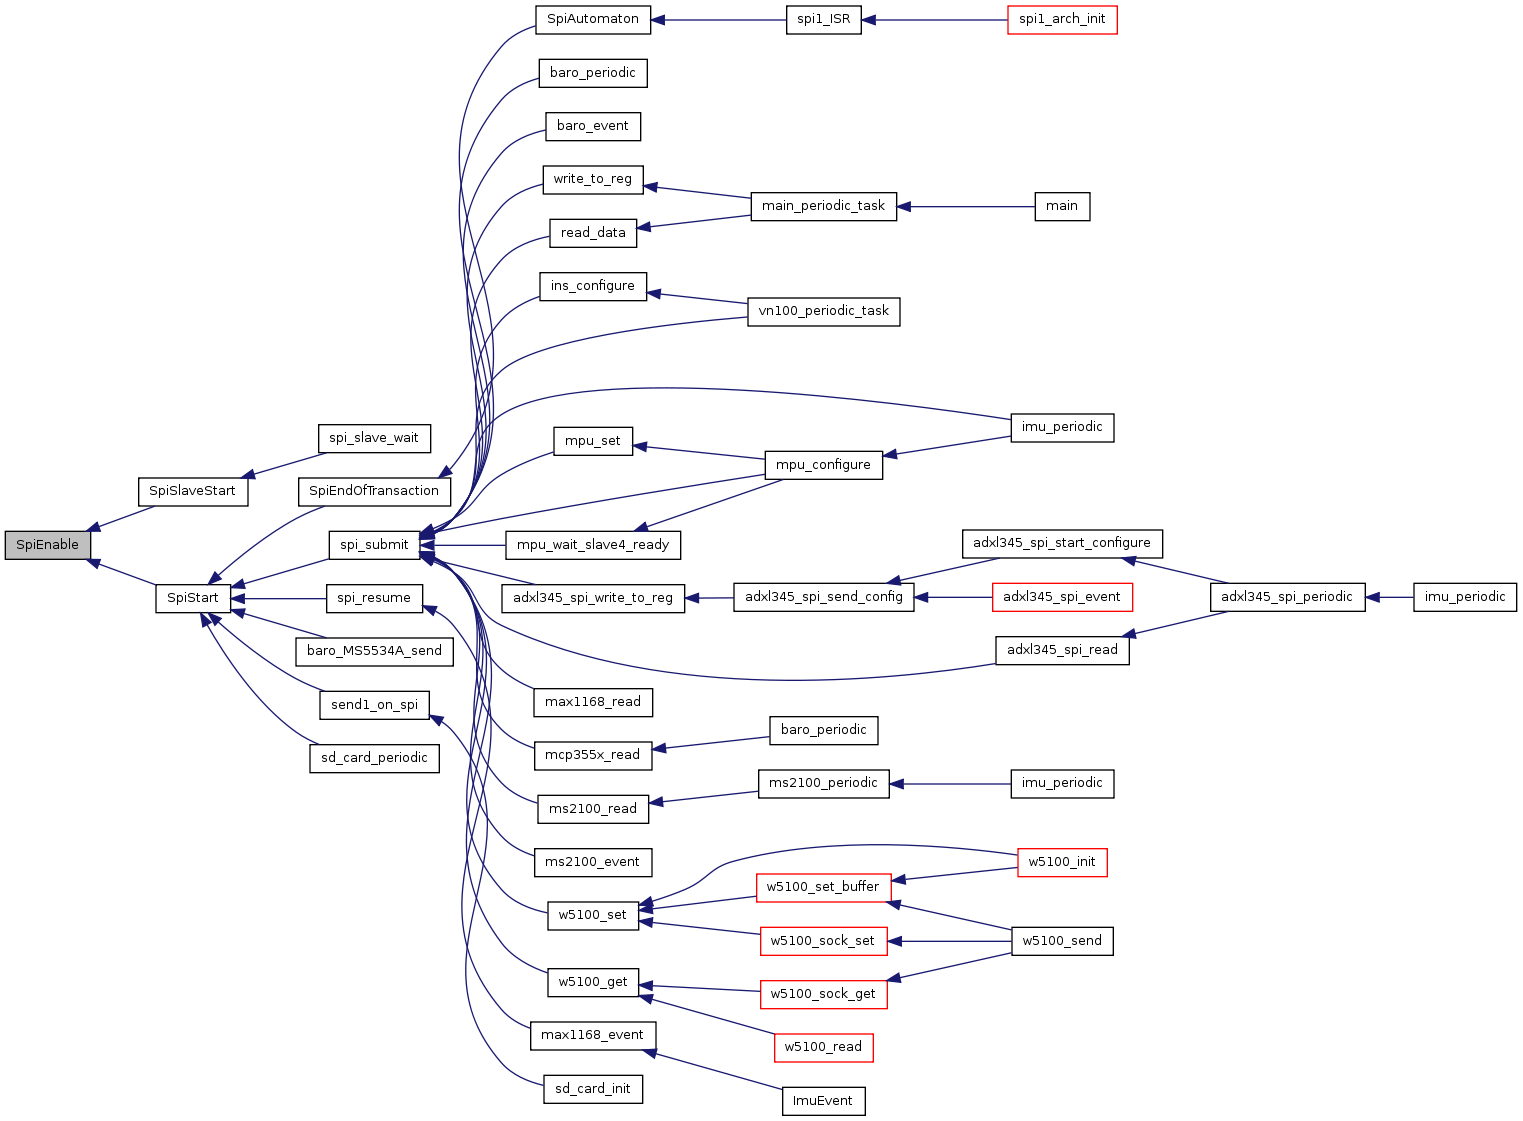 SpiAutomaton
spi1_ISR
spi1_arch_init
baro_periodic
baro_event
write_to_reg
main_periodic_task
main
read_data
ins_configure
vn100_periodic_task
spi_slave_wait
mpu_set
imu_periodic
mpu_configure
SpiSlaveStart
SpiEndOfTransaction
SpiEnable
spi_submit
mpu_wait_slave4_ready
adxl345_spi_start_configure
SpiStart
spi_resume
adxl345_spi_write_to_reg
adxl345_spi_send_config
adxl345_spi_event
adxl345_spi_periodic
imu_periodic
baro_MS5534A_send
adxl345_spi_read
send1_on_spi
max1168_read
sd_card_periodic
mcp355x_read
baro_periodic
ms2100_read
ms2100_periodic
imu_periodic
ms2100_event
w5100_init
w5100_set
w5100_set_buffer
w5100_sock_set
w5100_send
w5100_get
w5100_sock_get
max1168_event
w5100_read
sd_card_init
ImuEvent